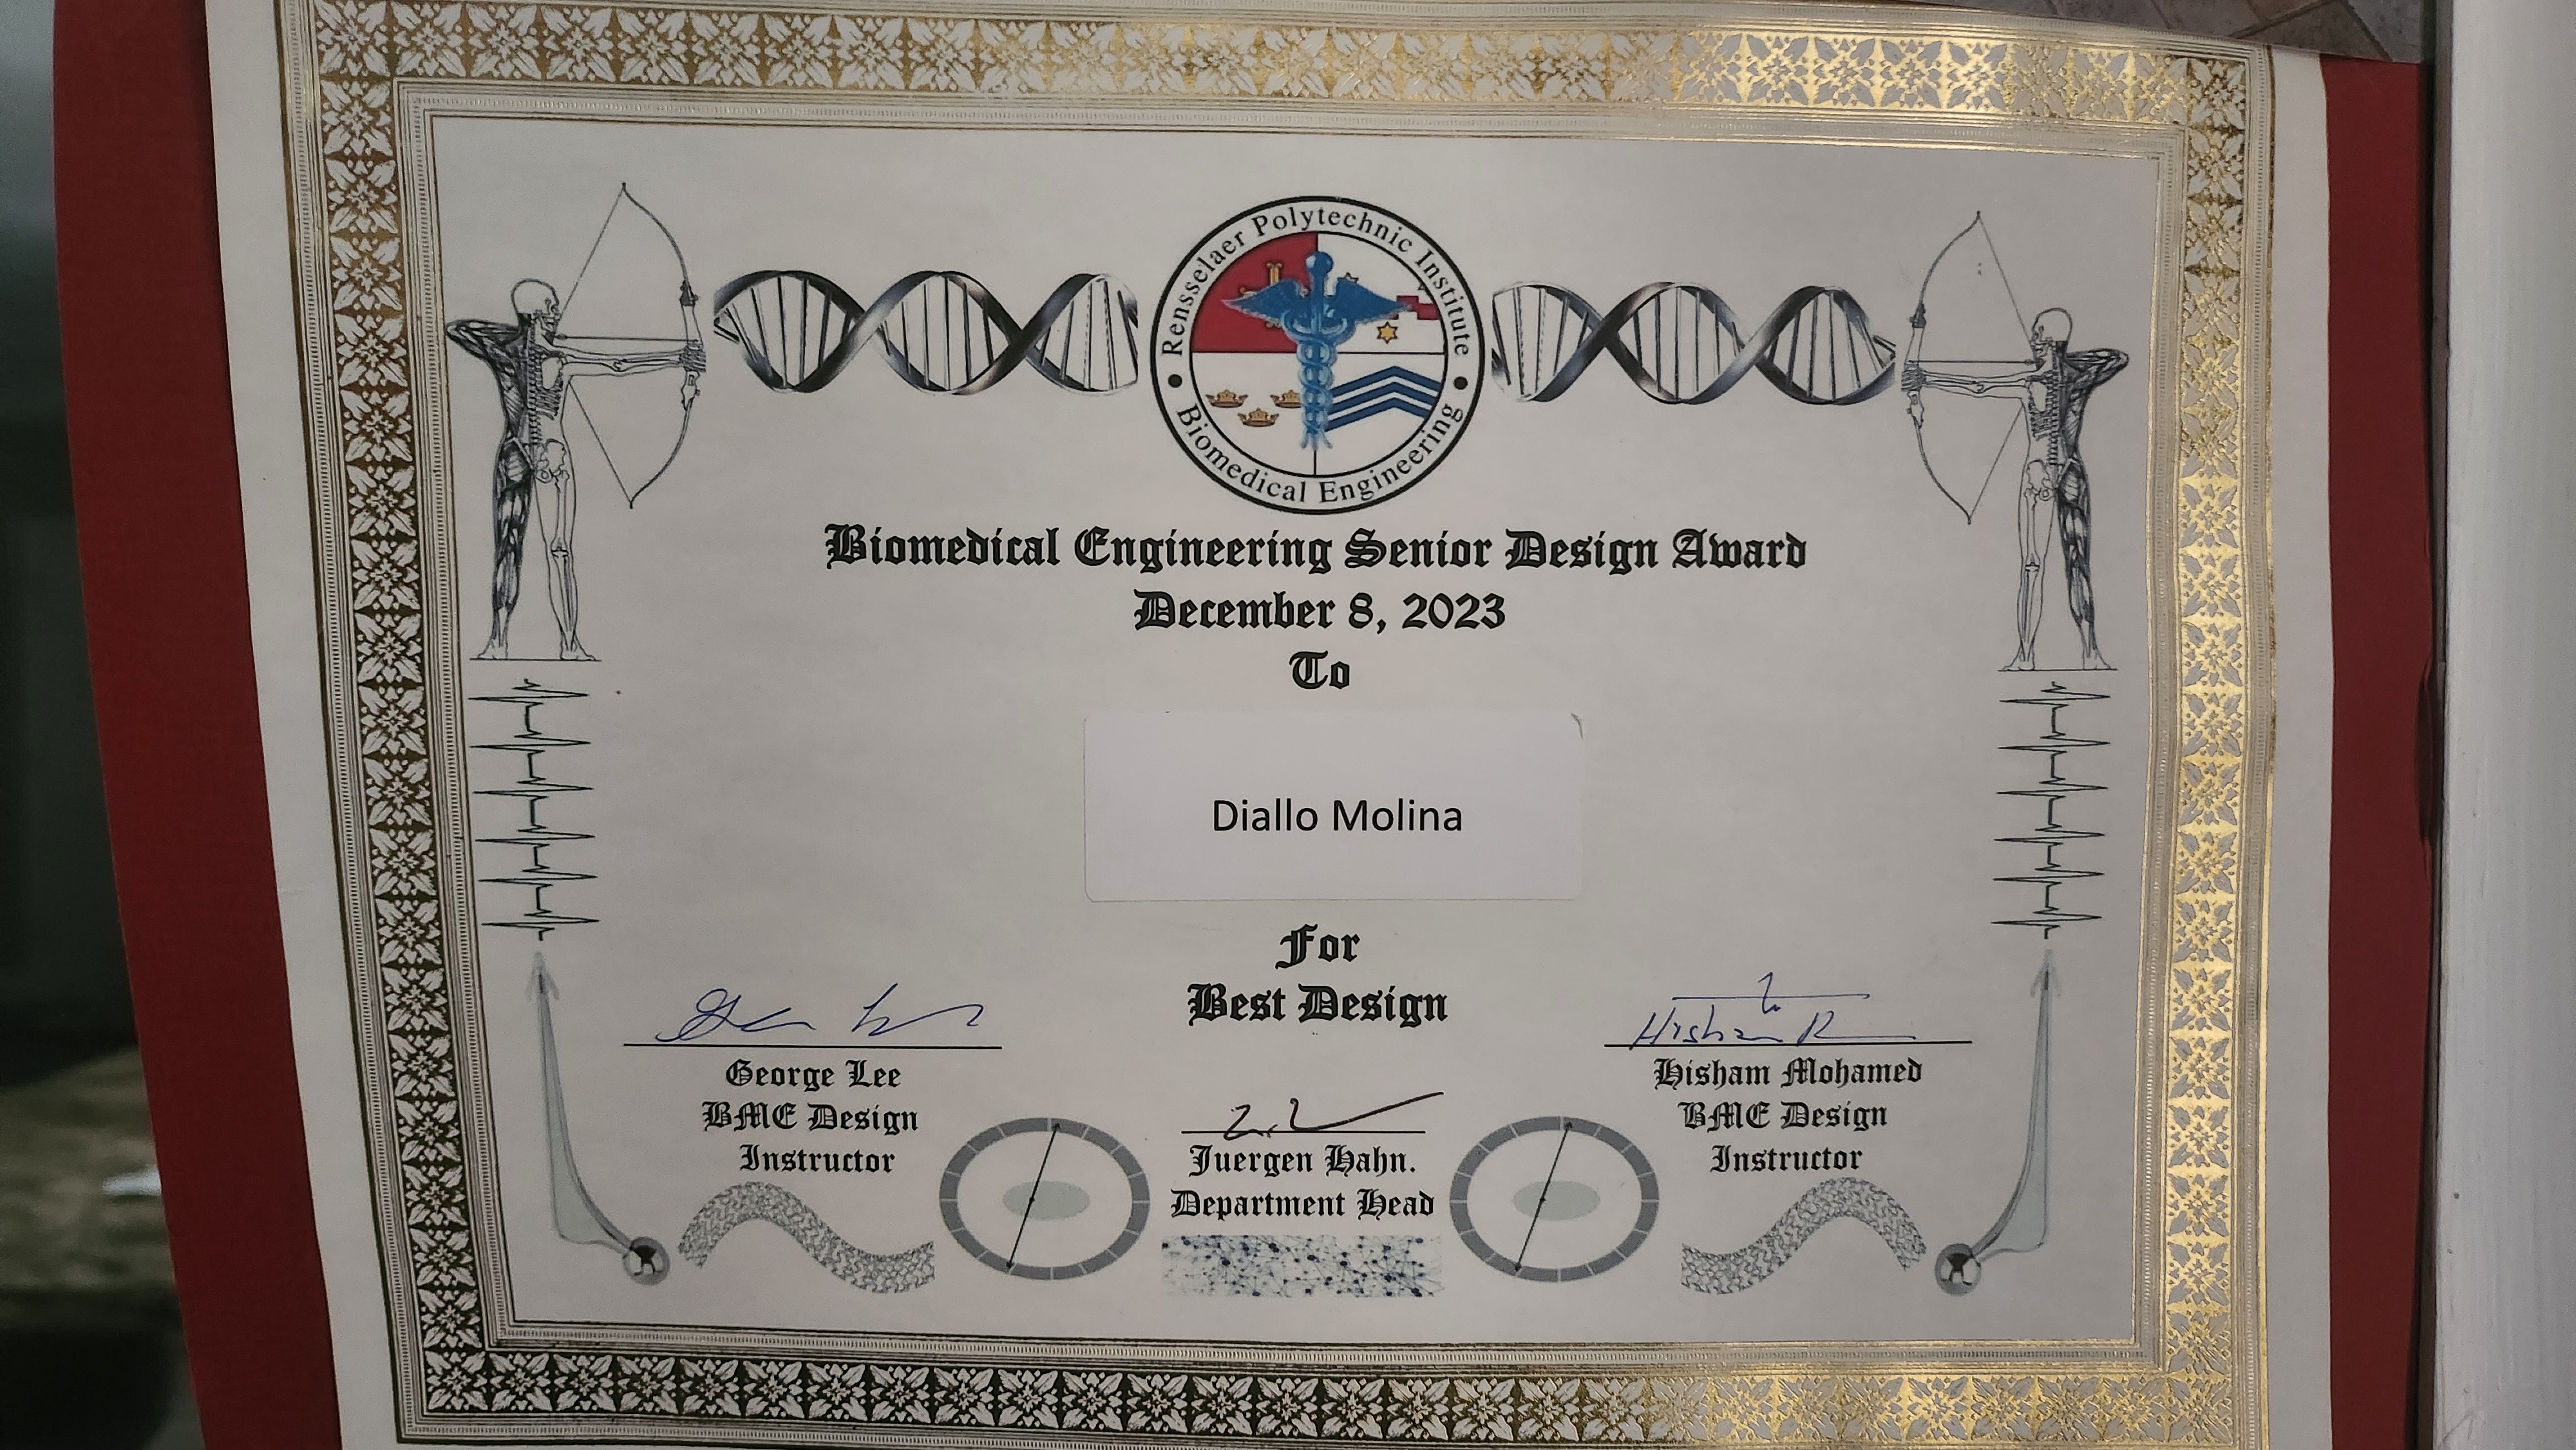 Rensselaer Polytechnic Institute
Biomedical Engineering
Biomedical Engineering Senior Design Award
December 8, 2023
To
Diallo Molina
For
Best Design
George Lee
BME Design
Instructor
Hisham Mohamed
BME Design
Instructor
Juergen Hahn.
Department Head